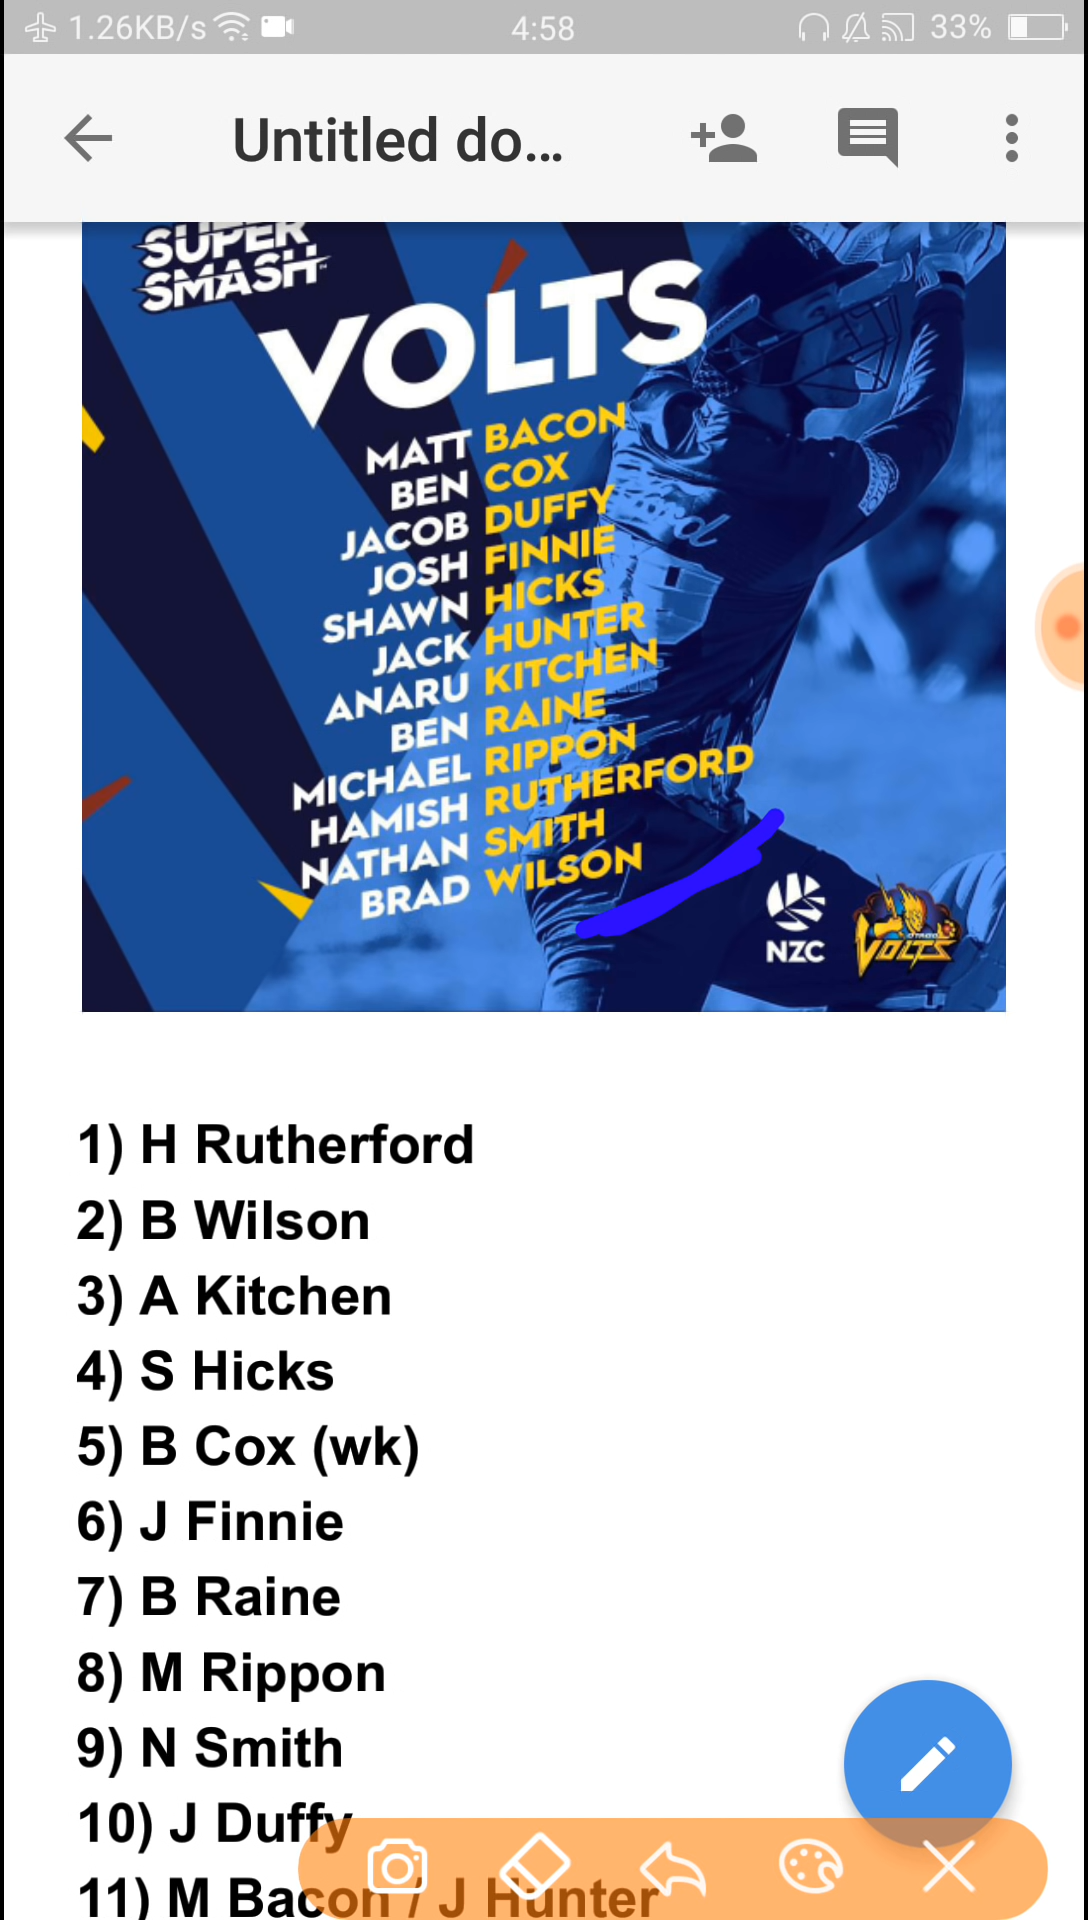 1.26KB/s
4:58
33%
Untitled do...
SUPER
SMASH
VOLTS
MATT BACON
BEN COX
JACOB DUFFY
JOSH FINNIE
SHAWN HICKS
JACK HUNTER
ANARU KITCHEN
BEN RAINE
MICHAEL RIPPON
HAMISH RUTHERFORD
NATHAN SMITH
BRAD WILSON
ford
NZC
OTAGO
VOLTS
1) H Rutherford
2) B Wilson
3) A Kitchen
4) S Hicks
5) B Cox (wk)
6) J Finnie
7) B Raine
8) M Rippon
9) N Smith
10) J Duffy
11) M Bacon / J Hunter